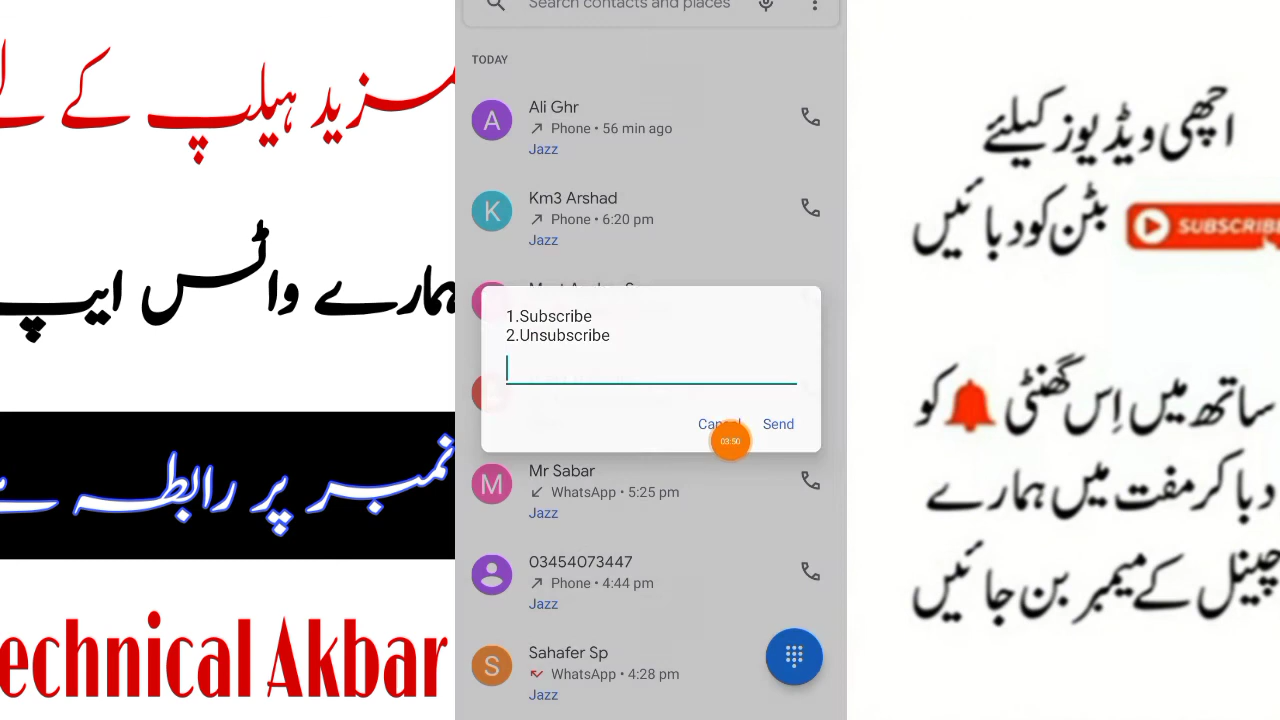 مزید ہیلپ کے
ہمارے واٹس ایپ
نمبر پر رابطہ
echnical Akbar
Search contacts and places
TODAY
Ali Ghr
Phone • 56 min ago
Jazz
Km3 Arshad
Phone • 6:20 pm
Jazz
1.Subscribe
2.Unsubscribe
Cancel
Send
03:50
Mr Sabar
WhatsApp • 5:25 pm
Jazz
03454073447
Phone • 4:44 pm
Jazz
Sahafer Sp
WhatsApp • 4:28 pm
Jazz
اچھی ویڈیوز کیلئے
بٹن کو دبائیں
SUBSCRIBE
ساتھ میں اِس گھنٹی کو
دبا کر مفت میں ہمارے
چینل کے میمبر بن جائیں